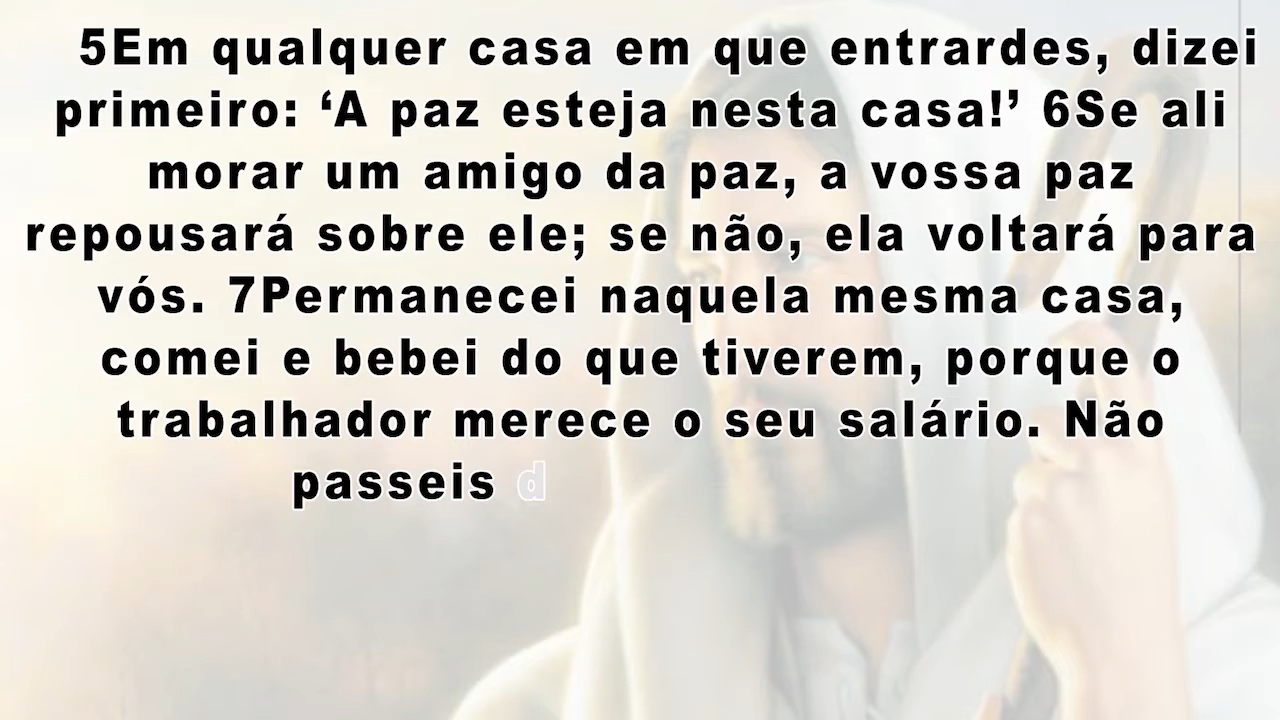 5Em qualquer casa em que entrardes, dizei
primeiro: ‘A paz esteja nesta casa!’ 6Se ali
morar um amigo da paz, a vossa paz
repousará sobre ele; se não, ela voltará para
vós. 7Permanecei naquela mesma casa,
comei e bebei do que tiverem, porque o
trabalhador merece o seu salário. Não
passeis d